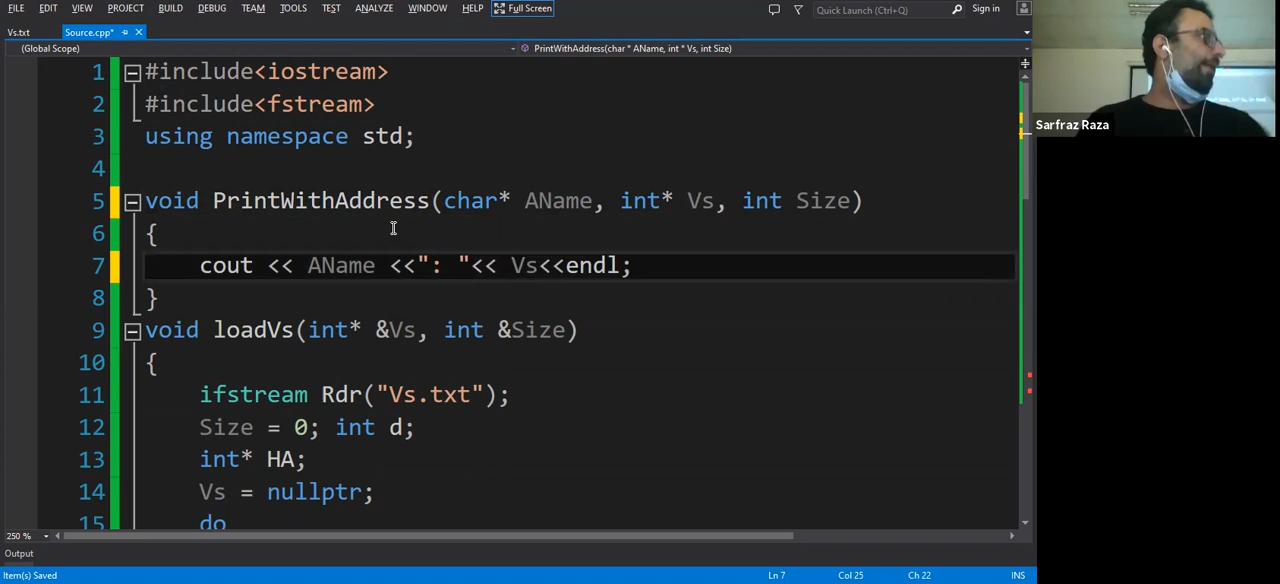 FILE EDIT VIEW PROJECT BUILD DEBUG TEAM TOOLS TEST ANALYZE WINDOW HELP Full Screen Quick Launch (Ctrl+Q) Sign in
Vs.txt Source.cpp*
(Global Scope) PrintWithAddress(char * AName, int * Vs, int Size)
1 #include<iostream>
2 #include<fstream>
3 using namespace std;
4
5 void PrintWithAddress(char* AName, int* Vs, int Size)
6 {
7 cout << AName <<": "<< Vs<<endl;
8 }
9 void loadVs(int* &Vs, int &Size)
10 {
11 ifstream Rdr("Vs.txt");
12 Size = 0; int d;
13 int* HA;
14 Vs = nullptr;
15 do
250 %
Output
Item(s) Saved Ln 7 Col 25 Ch 22 INS
Sarfraz Raza